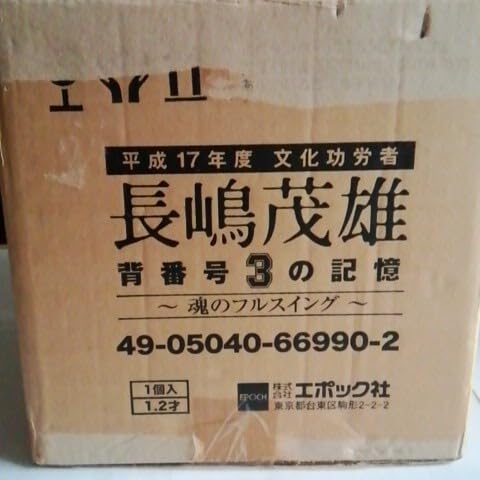 平成17年度 文化功労者
長嶋茂雄
背番号3の記憶
～ 魂のフルスイング ～
49-05040-66990-2
1個入
1.2才
EPOCH
株式会社 エポック社
東京都台東区駒形2-2-2